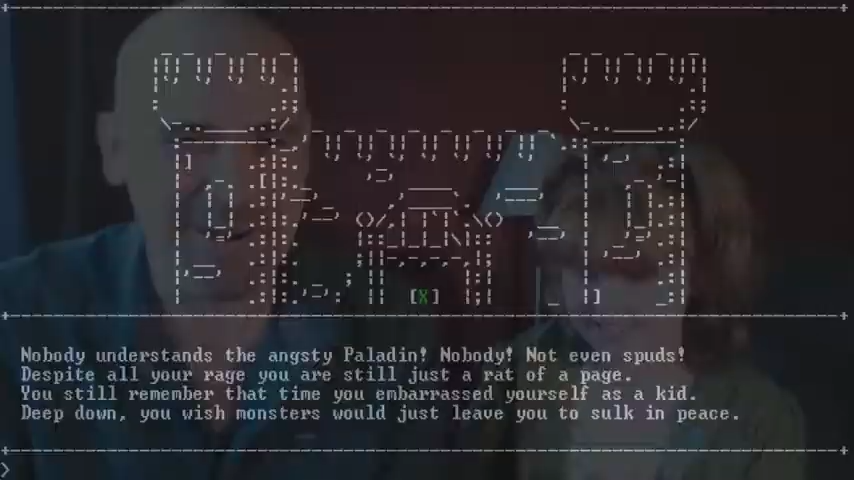 [X]
Nobody understands the angsty Paladin! Nobody! Not even spuds!
Despite all your rage you are still just a rat of a page.
You still remember that time you embarrassed yourself as a kid.
Deep down, you wish monsters would just leave you to sulk in peace.
>